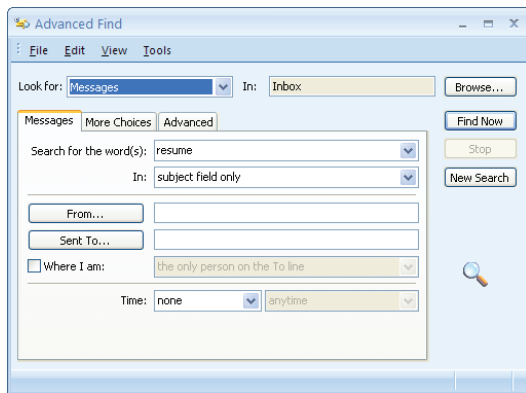 Advanced Find
File Edit View Tools
Look for: Messages In: Inbox Browse...
Messages More Choices Advanced Find Now
Search for the word(s): resume Stop
In: subject field only New Search
From...
Sent To...
Where I am: the only person on the To line
Time: none anytime